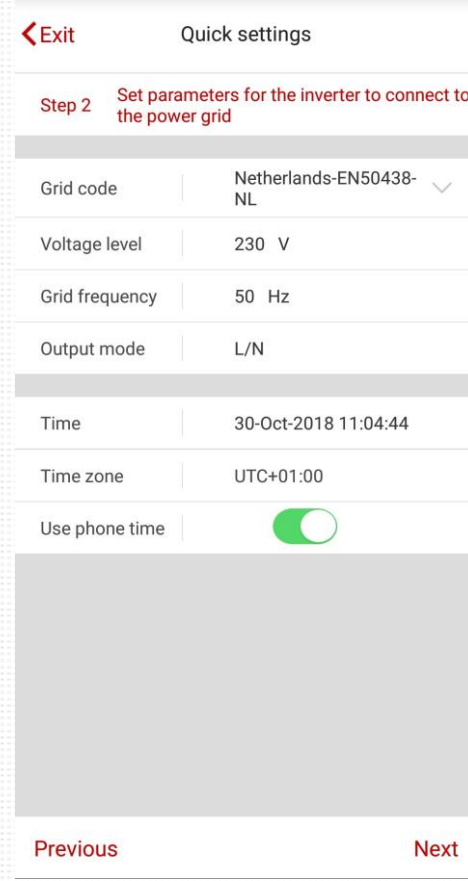 Exit Quick settings
Step 2 Set parameters for the inverter to connect to
the power grid
Grid code Netherlands-EN50438-
NL
Voltage level 230 V
Grid frequency 50 Hz
Output mode L/N
Time 30-Oct-2018 11:04:44
Time zone UTC+01:00
Use phone time
Previous Next